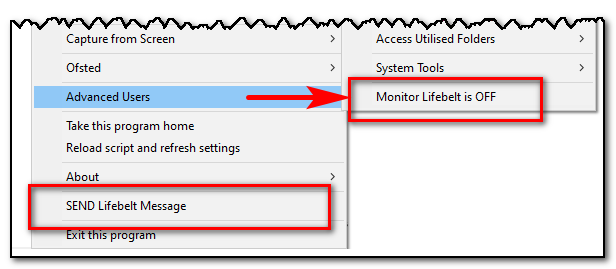 Capture from Screen
Ofsted
Advanced Users
Take this program home
Reload script and refresh settings
About
SEND Lifebelt Message
Exit this program
Access Utilised Folders
System Tools
Monitor Lifebelt is OFF